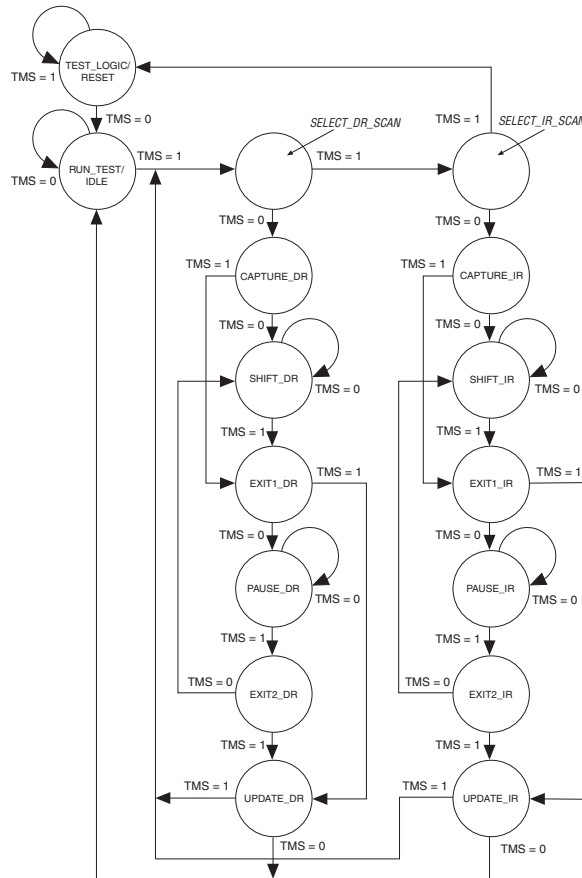 TEST_LOGIC/
RESET
TMS = 1
TMS = 0
SELECT_DR_SCAN
TMS = 1
SELECT_IR_SCAN
RUN_TEST/
IDLE
TMS = 0
TMS = 1
TMS = 1
TMS = 0
TMS = 0
TMS = 1
CAPTURE_DR
TMS = 1
CAPTURE_IR
TMS = 0
TMS = 0
SHIFT_DR
TMS = 0
SHIFT_IR
TMS = 0
TMS = 1
TMS = 1
EXIT1_DR
TMS = 1
EXIT1_IR
TMS = 1
TMS = 0
TMS = 0
PAUSE_DR
TMS = 0
PAUSE_IR
TMS = 0
TMS = 1
TMS = 1
TMS = 0
EXIT2_DR
TMS = 0
EXIT2_IR
TMS = 1
TMS = 1
TMS = 1
UPDATE_DR
TMS = 1
UPDATE_IR
TMS = 0
TMS = 0